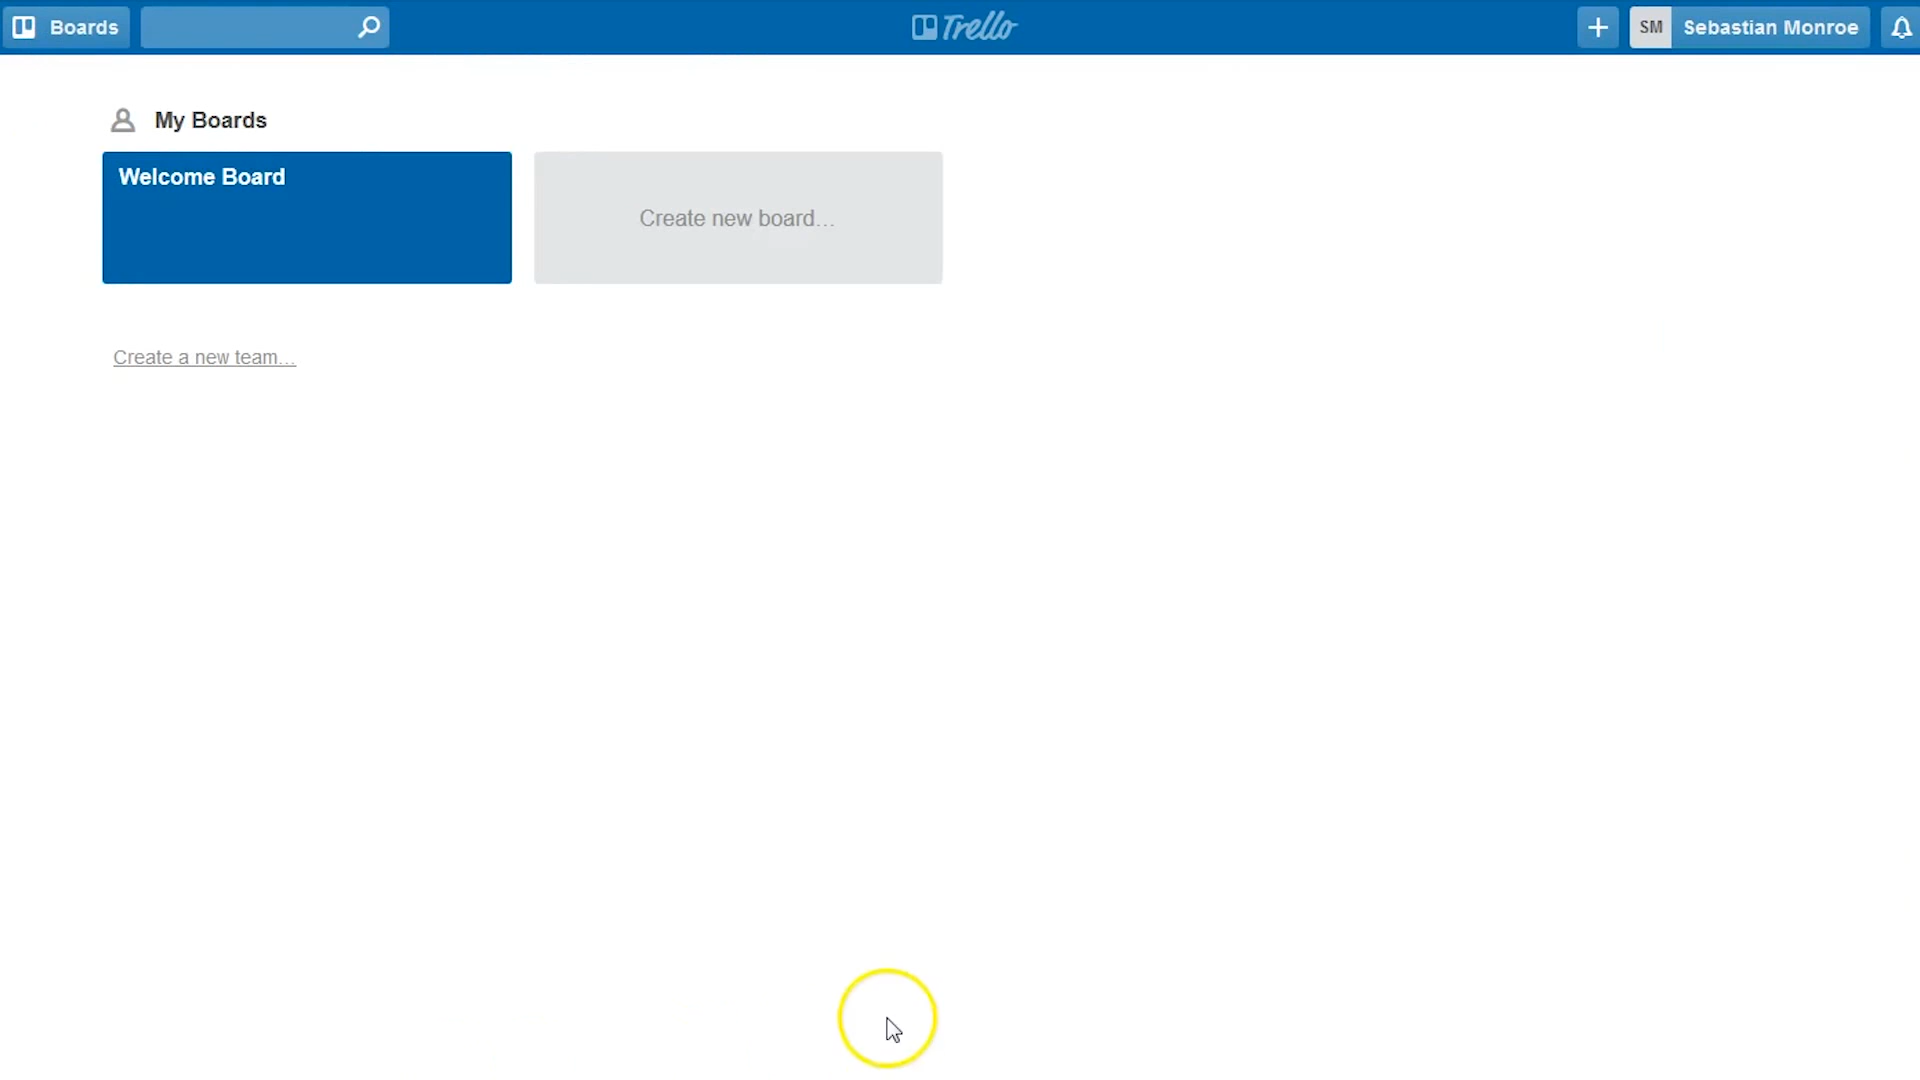 Boards
Trello
SM Sebastian Monroe
My Boards
Welcome Board
Create new board…
Create a new team…